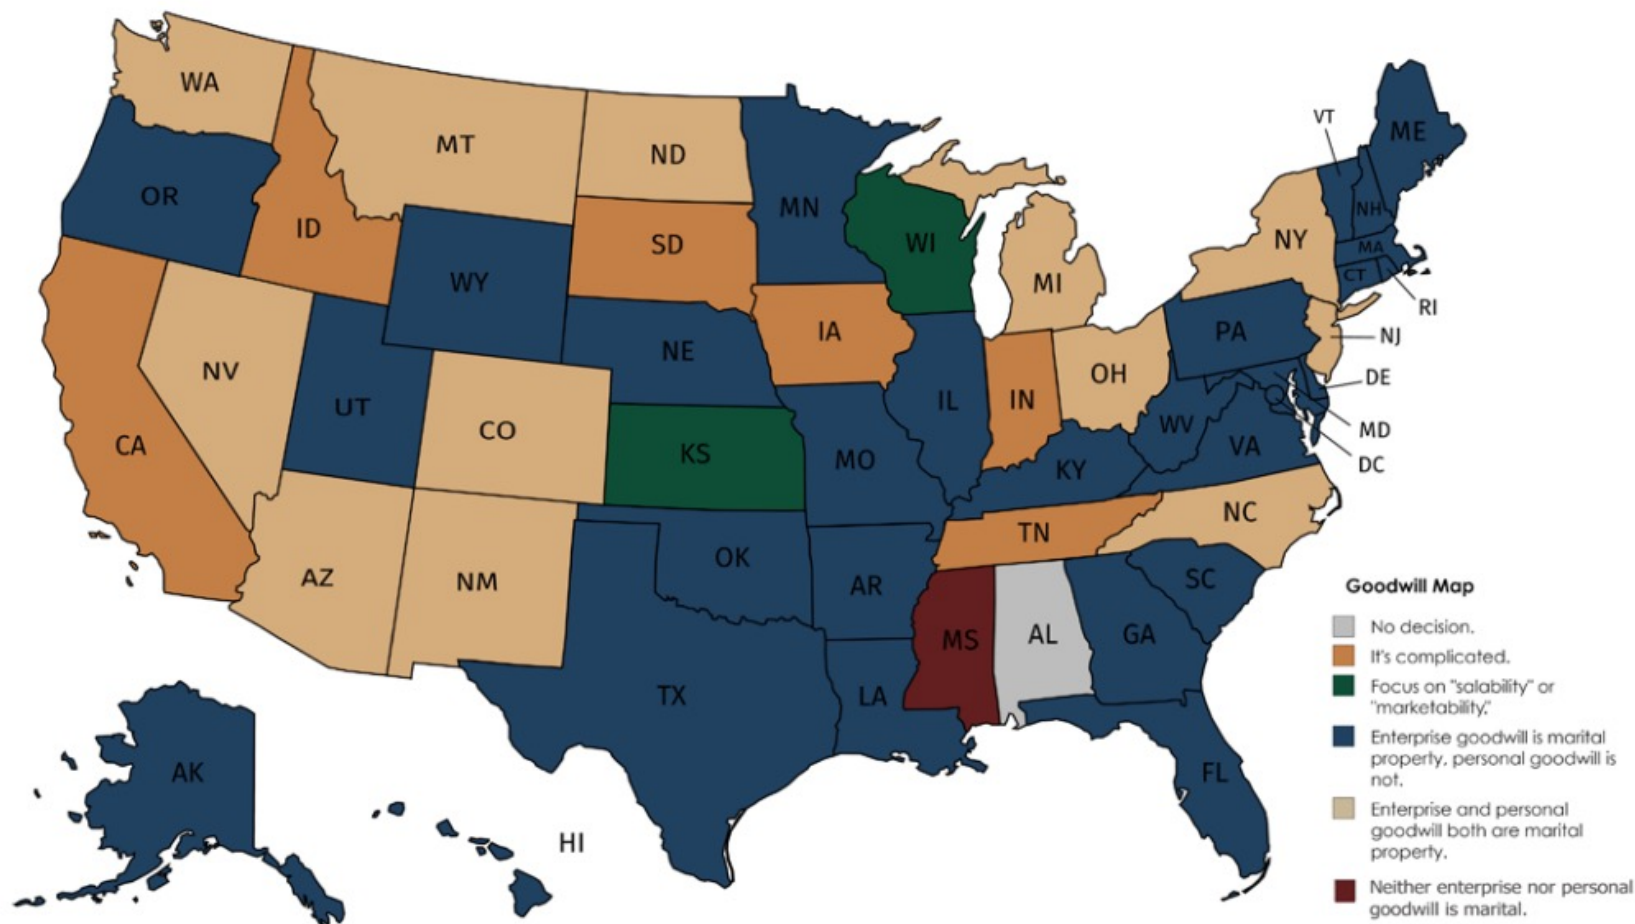 WA
MT
ND
MN
VT
ME
OR
ID
SD
WI
NH
NY
MA
WY
MI
CT
RI
IA
PA
NJ
NE
NV
OH
DE
UT
IL
IN
CO
WV
MD
CA
KS
MO
KY
VA
DC
TN
NC
OK
AZ
NM
AR
SC
MS
AL
GA
TX
LA
AK
FL
HI
Goodwill Map
No decision.
It's complicated.
Focus on "salability" or
"marketability."
Enterprise goodwill is marital
property, personal goodwill is
not.
Enterprise and personal
goodwill both are marital
property.
Neither enterprise nor personal
goodwill is marital.